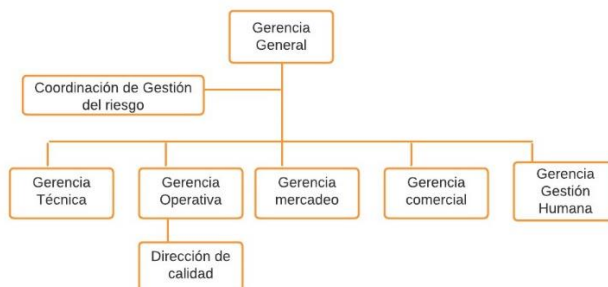 Gerencia
General
Coordinación de Gestión
del riesgo
Gerencia
Técnica
Gerencia
Operativa
Gerencia
mercadeo
Gerencia
comercial
Gerencia
Gestión
Humana
Dirección de
calidad